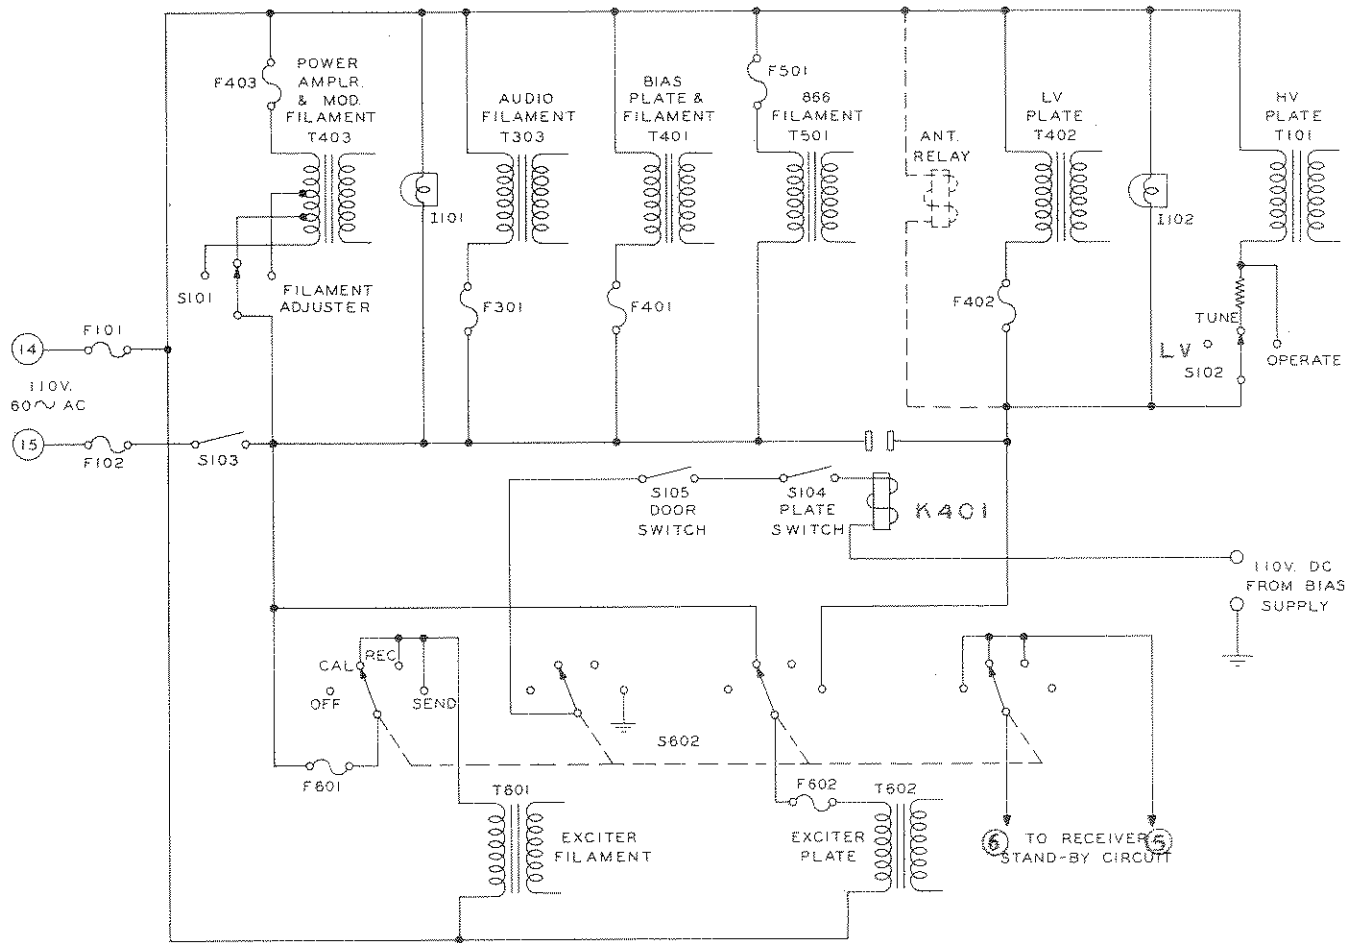 F403
POWER
AMPLR.
& MOD.
FILAMENT
T403
I101
AUDIO
FILAMENT
T303
BIAS
PLATE &
FILAMENT
T401
F501
866
FILAMENT
T501
ANT.
RELAY
LV
PLATE
T402
I102
HV
PLATE
T101
S101
FILAMENT
ADJUSTER
F301
F401
F402
TUNE
LV
S102
OPERATE
14
F101
110V.
60~ AC
15
F102
S103
S105
DOOR
SWITCH
S104
PLATE
SWITCH
K401
110V. DC
FROM BIAS
SUPPLY
CAL
REC
OFF
SEND
S602
F601
T601
EXCITER
FILAMENT
F602
T602
EXCITER
PLATE
6
TO RECEIVER
STAND-BY CIRCUIT
5